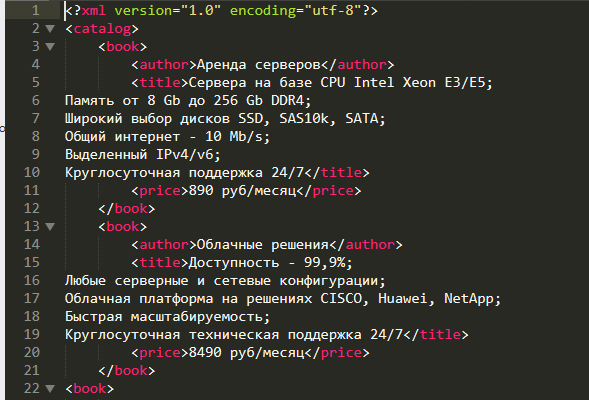 1 <?xml version="1.0" encoding="utf-8"?>
2 <catalog>
3 <book>
4 <author>Аренда серверов</author>
5 <title>Сервера на базе CPU Intel Xeon E3/E5;
6 Память от 8 Gb до 256 Gb DDR4;
7 Широкий выбор дисков SSD, SAS10k, SATA;
8 Общий интернет - 10 Mb/s;
9 Выделенный IPv4/v6;
10 Круглосуточная поддержка 24/7</title>
11 <price>890 руб/месяц</price>
12 </book>
13 <book>
14 <author>Облачные решения</author>
15 <title>Доступность - 99,9%;
16 Любые серверные и сетевые конфигурации;
17 Облачная платформа на решениях CISCO, Huawei, NetApp;
18 Быстрая масштабируемость;
19 Круглосуточная техническая поддержка 24/7</title>
20 <price>8490 руб/месяц</price>
21 </book>
22 <book>